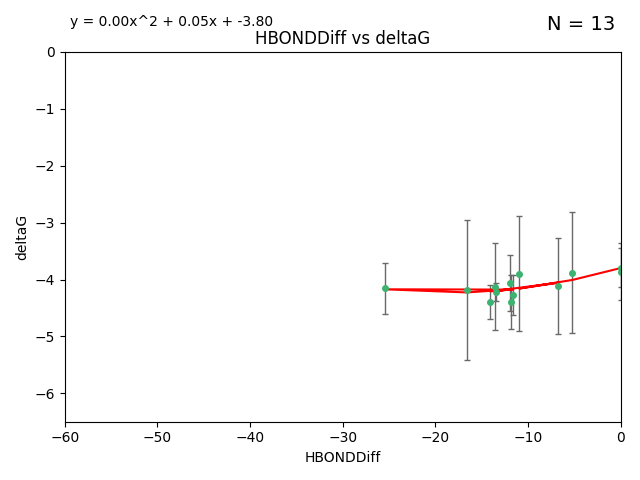 y = 0.00x^2 + 0.05x + -3.80
N = 13
HBONDDiff vs deltaG
0
−1
−2
−3
−4
−5
−6
deltaG
−60
−50
−40
−30
−20
−10
0
HBONDDiff